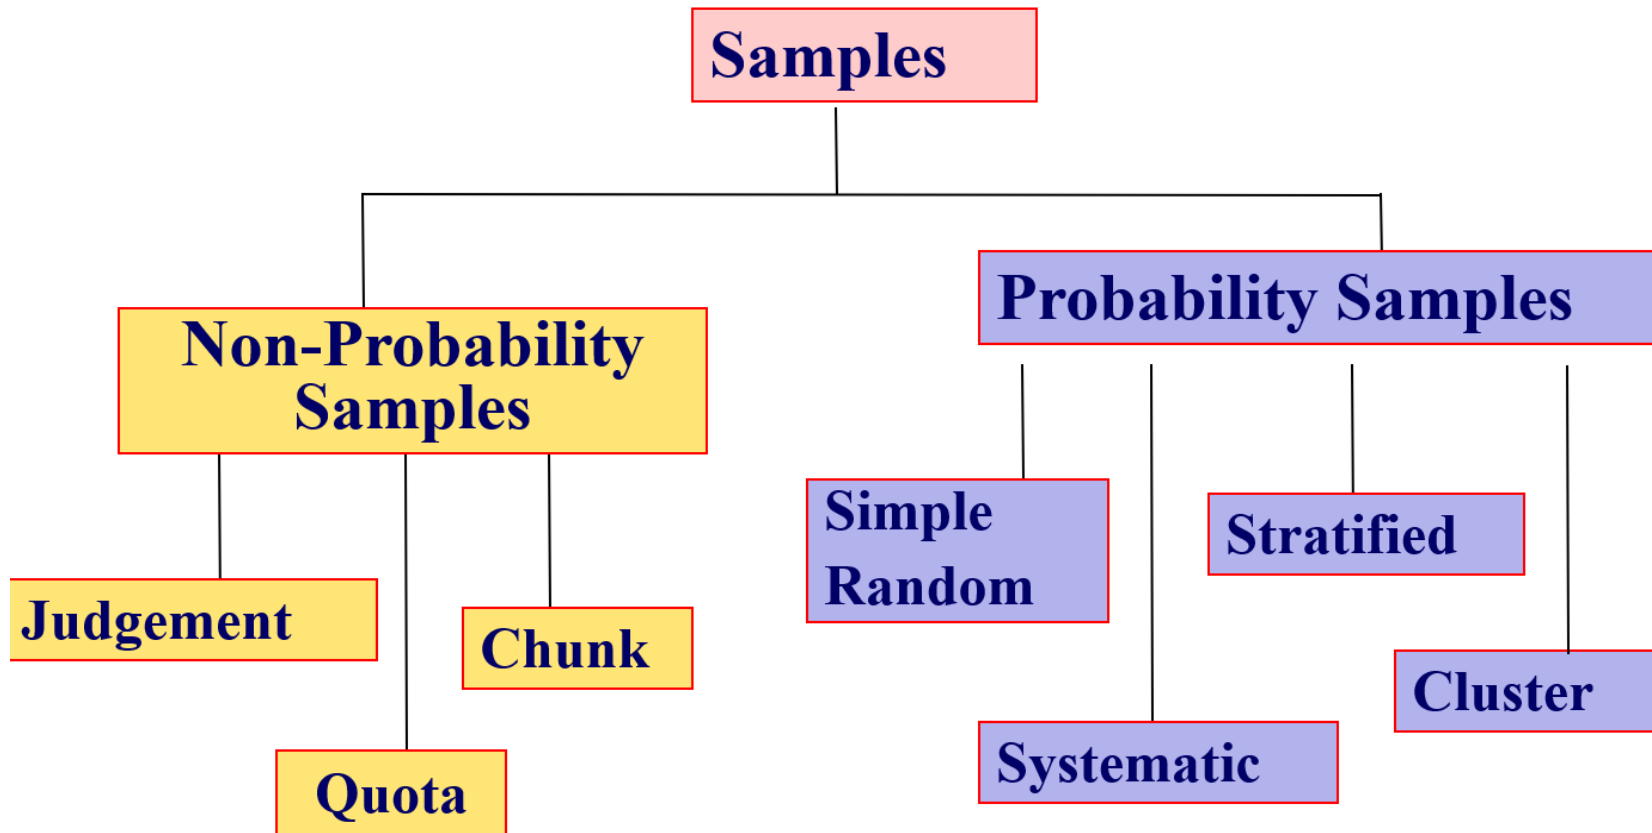 Samples
Probability Samples
Non-Probability
Samples
Simple
Random
Stratified
Judgement
Chunk
Cluster
Systematic
Quota